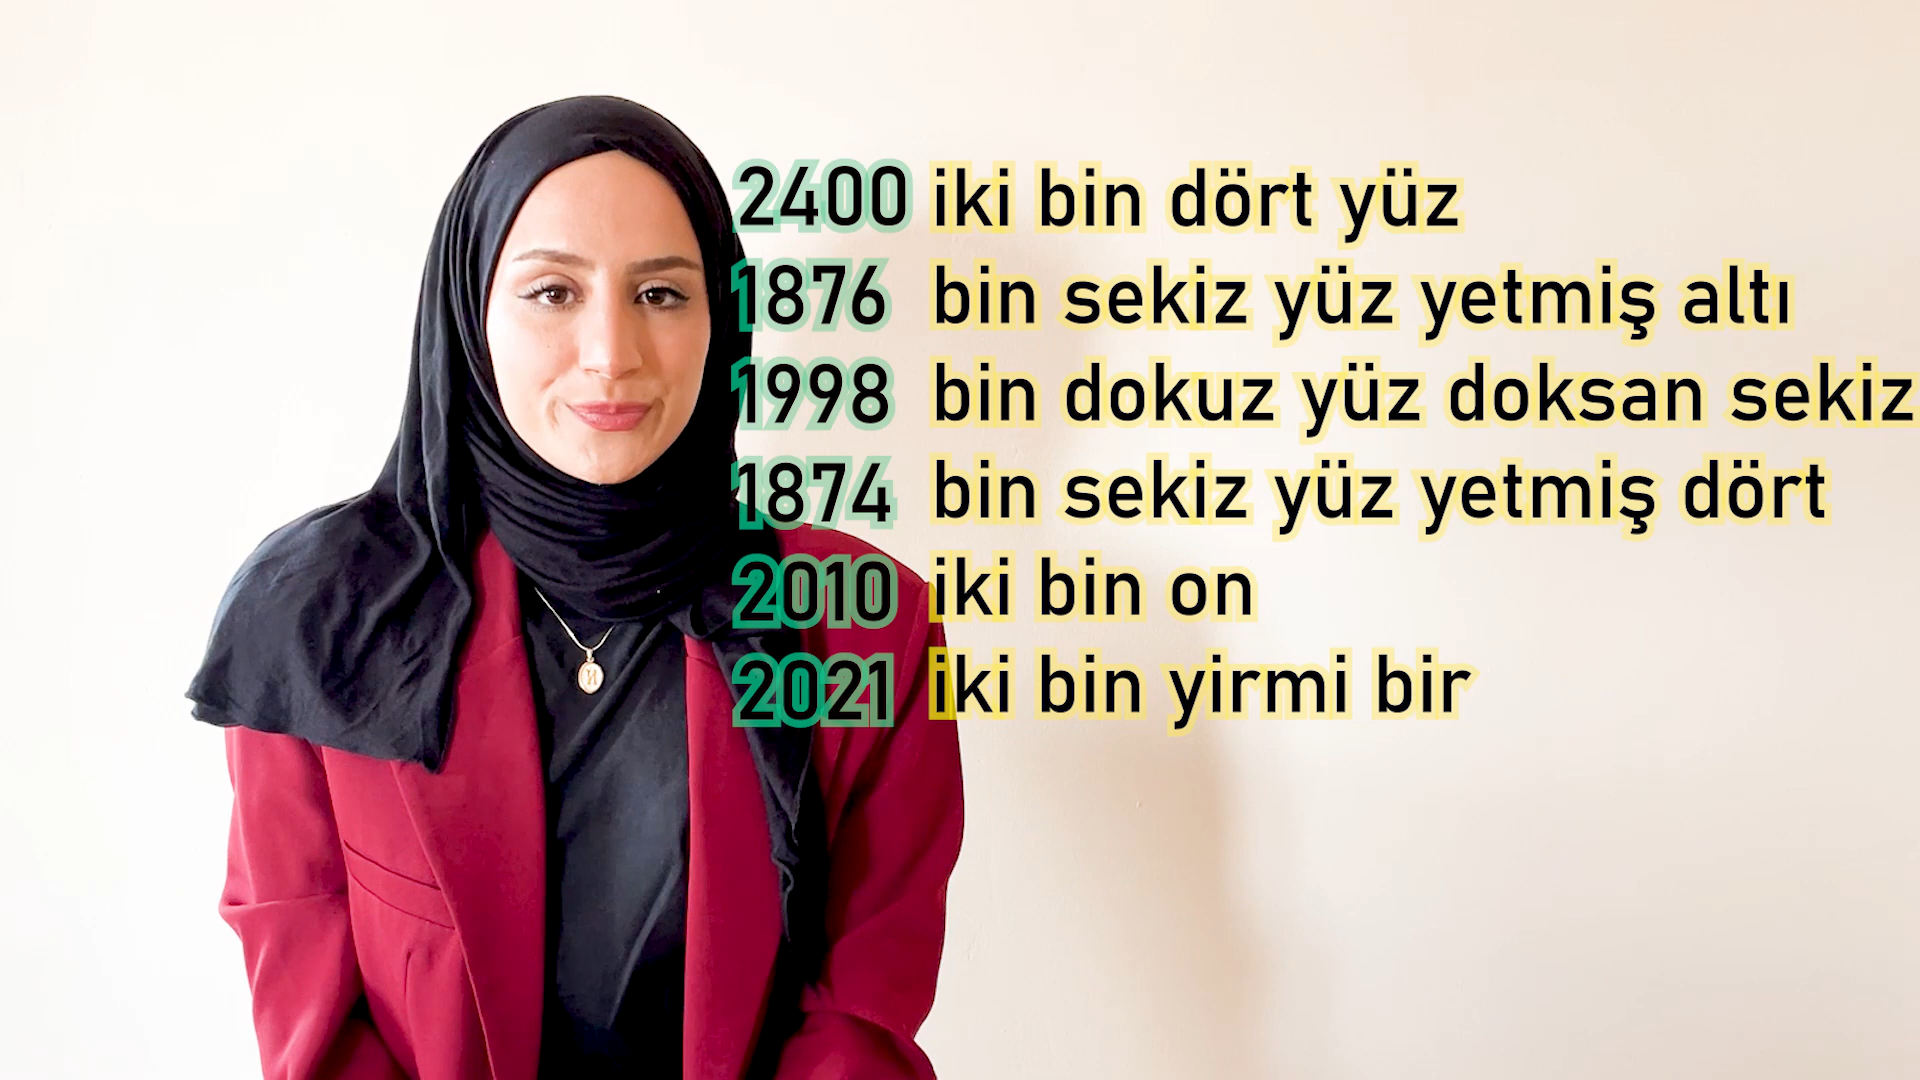 2400 iki bin dört yüz
1876 bin sekiz yüz yetmiş altı
1998 bin dokuz yüz doksan sekiz
1874 bin sekiz yüz yetmiş dört
2010 iki bin on
2021 iki bin yirmi bir